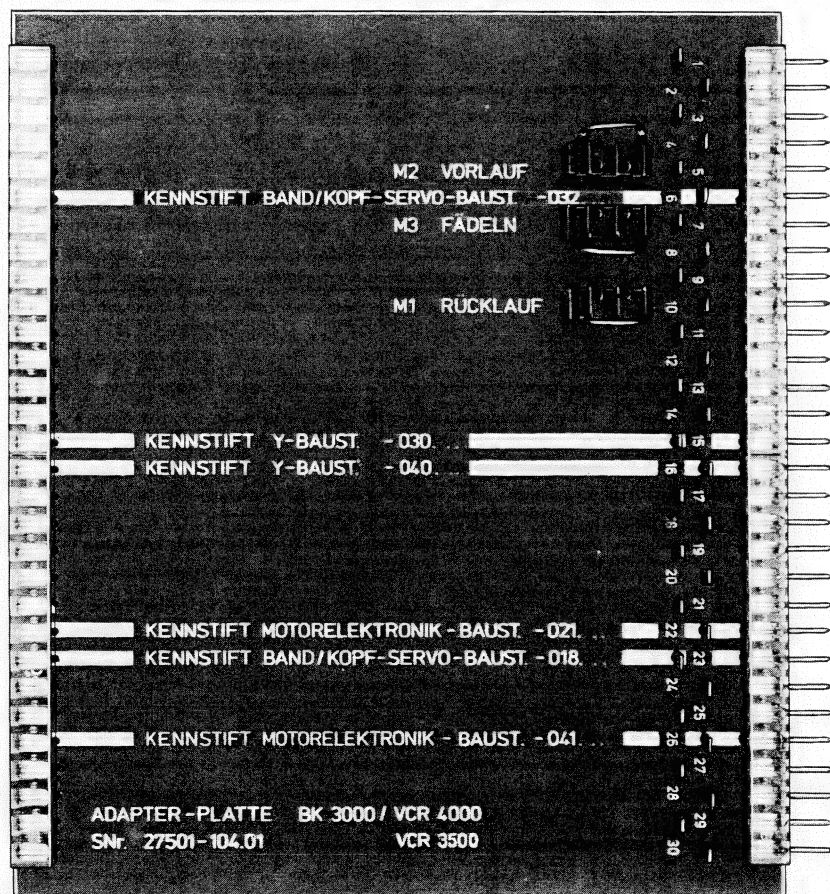 1
2
3
4
M2 VORLAUF 5
KENNSTIFT BAND/KOPF-SERVO-BAUST. -032... 6
M3 FÄDELN 7
8
9
M1 RÜCKLAUF 10
11
12
13
14
KENNSTIFT Y-BAUST. -030... 15
KENNSTIFT Y-BAUST. -040... 16
17
18
19
20
21
KENNSTIFT MOTORELEKTRONIK-BAUST. -021... 22
KENNSTIFT BAND/KOPF-SERVO-BAUST. -018... 23
24
25
KENNSTIFT MOTORELEKTRONIK - BAUST. -041... 26
27
28
ADAPTER-PLATTE BK 3000 / VCR 4000 29
SNr. 27501-104.01 VCR 3500 30